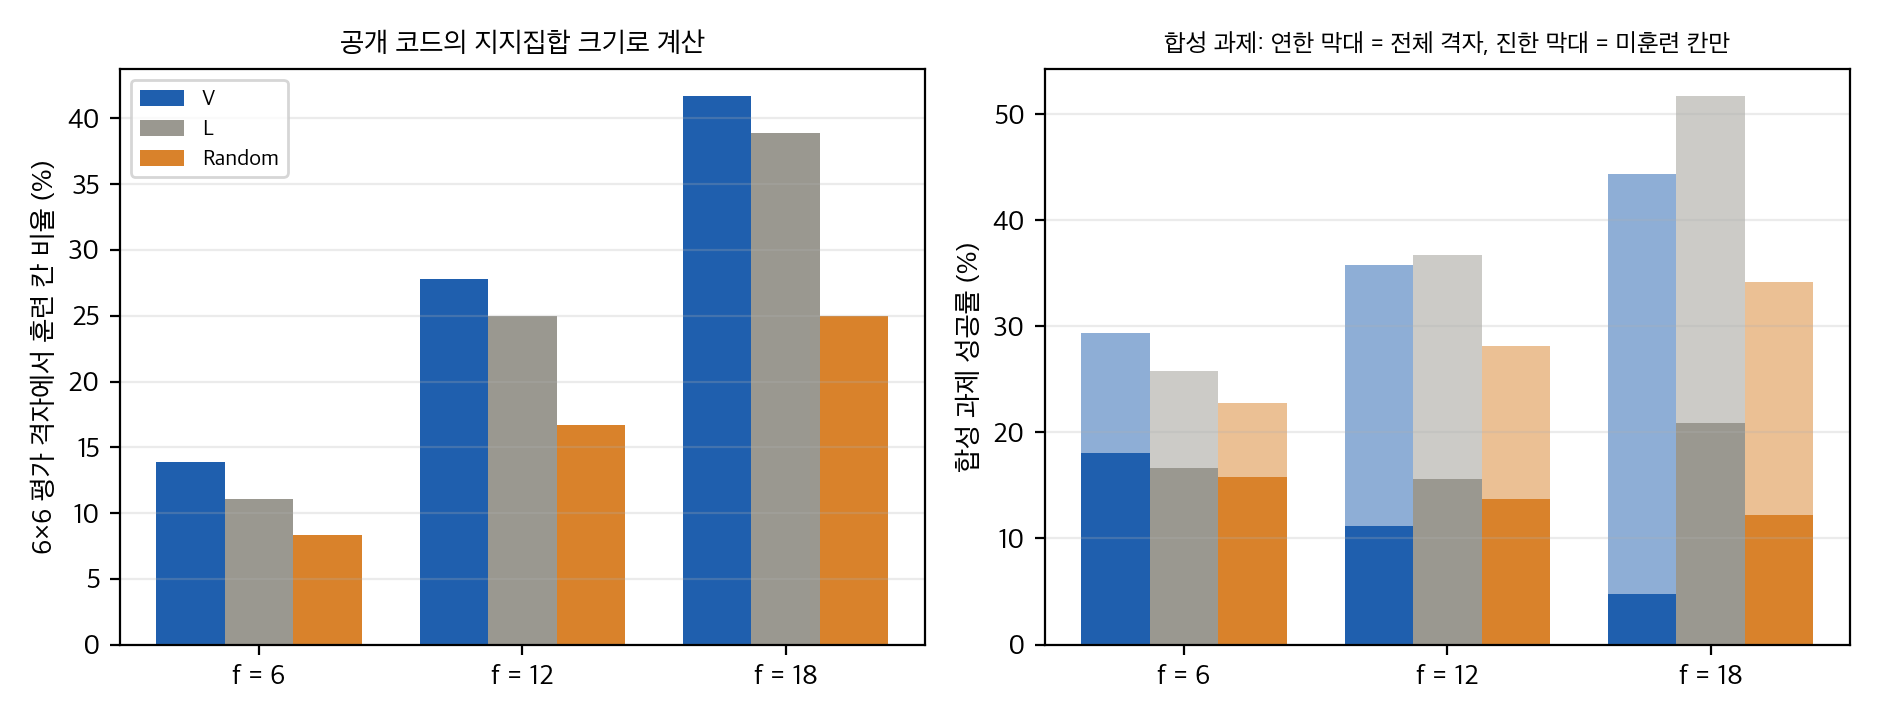 공개 코드의 지지집합 크기로 계산
6×6 평가 격자에서 훈련 칸 비율 (%)
40
35
30
25
20
15
10
5
0
V
L
Random
f = 6
f = 12
f = 18
합성 과제: 연한 막대 = 전체 격자, 진한 막대 = 미훈련 칸만
합성 과제 성공률 (%)
50
40
30
20
10
0
f = 6
f = 12
f = 18